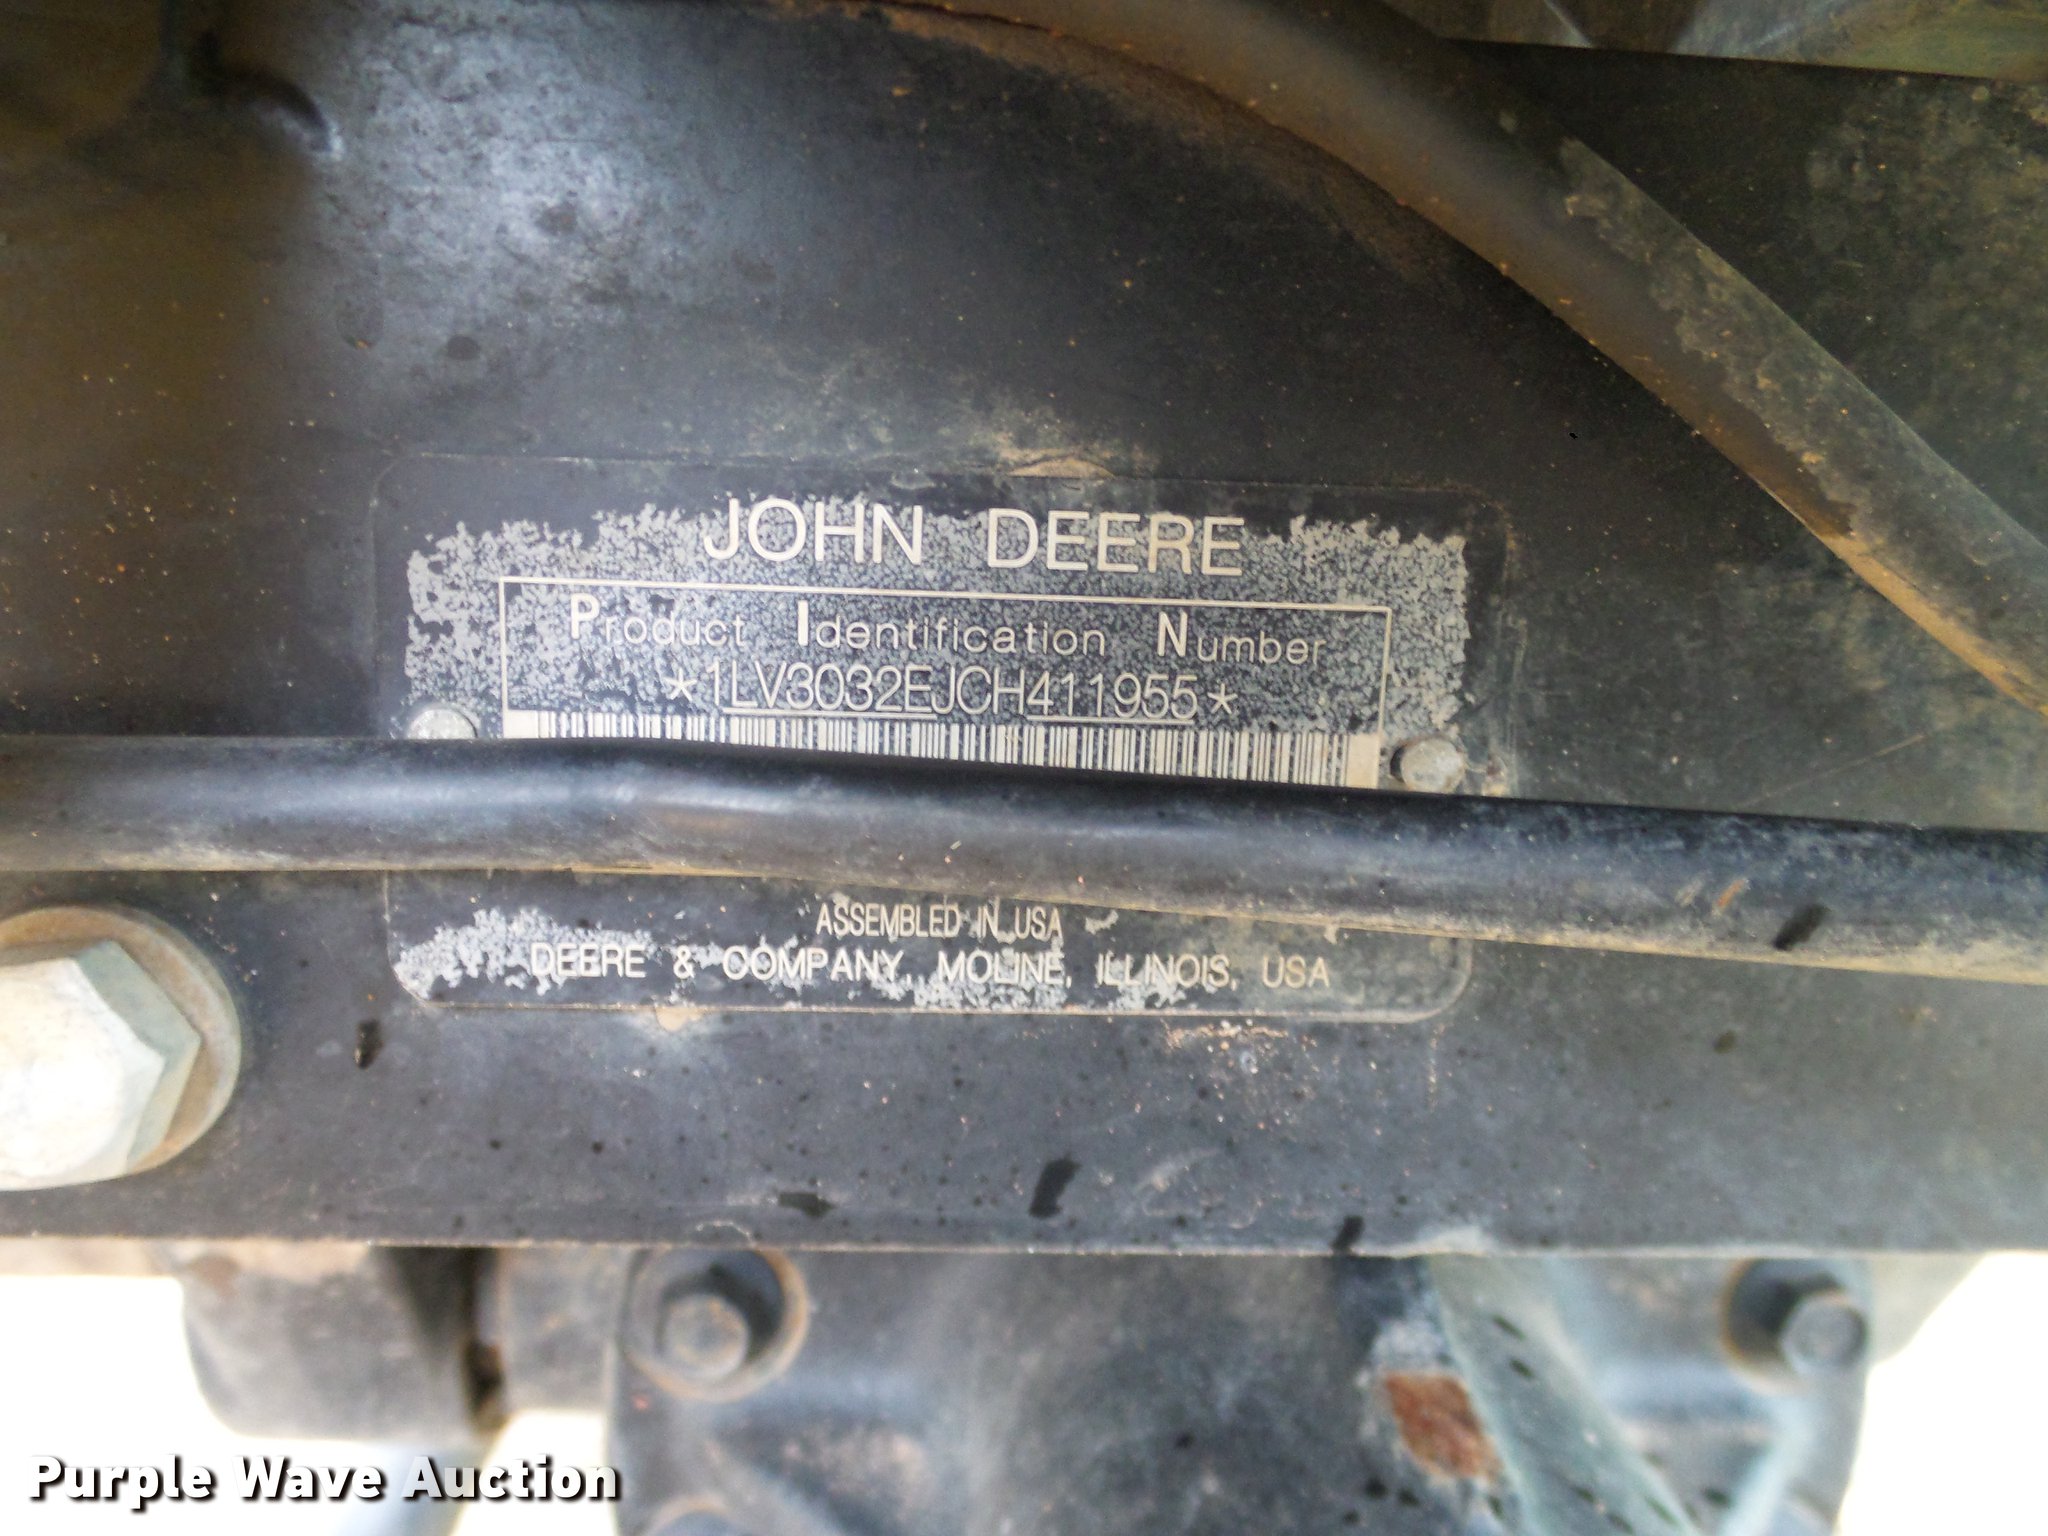 JOHN DEERE
Product Identification Number
*1LV3032EJCH411955*
ASSEMBLED IN USA
DEERE & COMPANY, MOLINE, ILLINOIS, USA
Purple Wave Auction